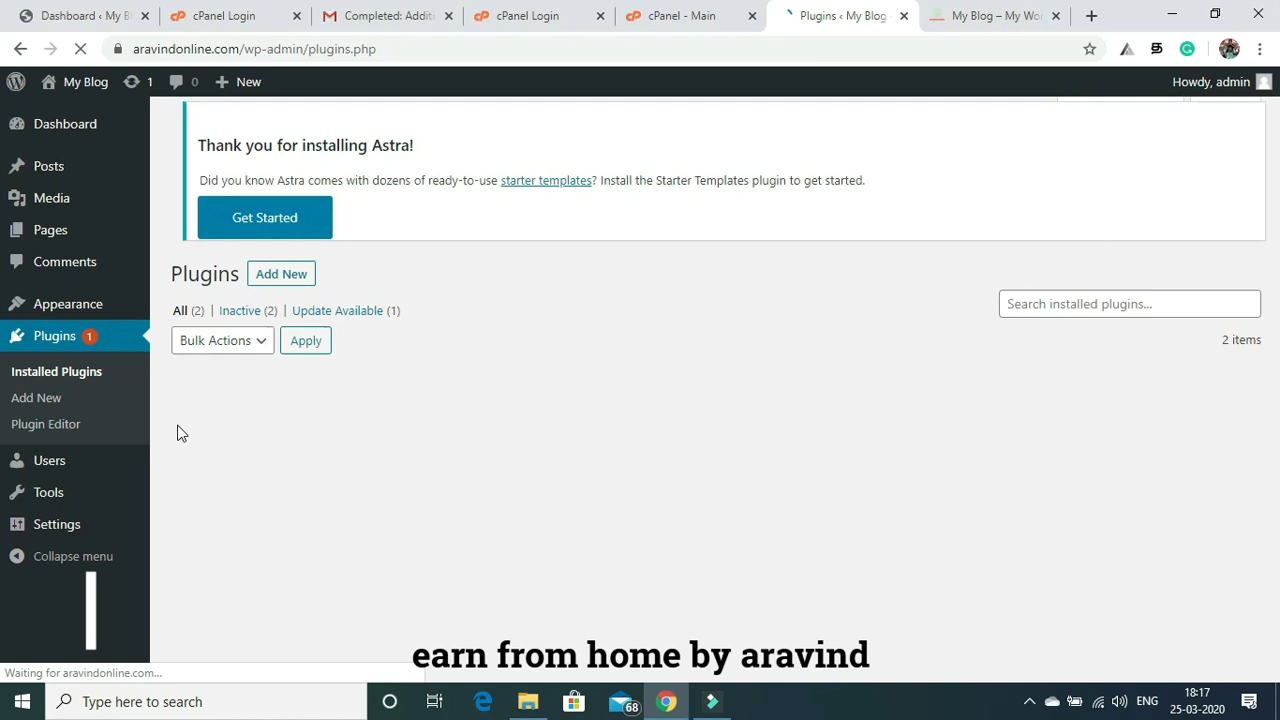 Dashboard ‹ My B
cPanel Login
Completed: Additi
cPanel Login
cPanel - Main
Plugins ‹ My Blog
My Blog – My Wor
aravindonline.com/wp-admin/plugins.php
My Blog
1
0
New
Howdy, admin
Dashboard
Posts
Media
Pages
Comments
Appearance
Plugins 1
Installed Plugins
Add New
Plugin Editor
Users
Tools
Settings
Collapse menu
Thank you for installing Astra!
Did you know Astra comes with dozens of ready-to-use starter templates? Install the Starter Templates plugin to get started.
Get Started
Plugins
Add New
All (2) | Inactive (2) | Update Available (1)
Search installed plugins...
Bulk Actions
Apply
2 items
earn from home by aravind
Waiting for aravindonline.com...
Type here to search
68
ENG
18:17
25-03-2020